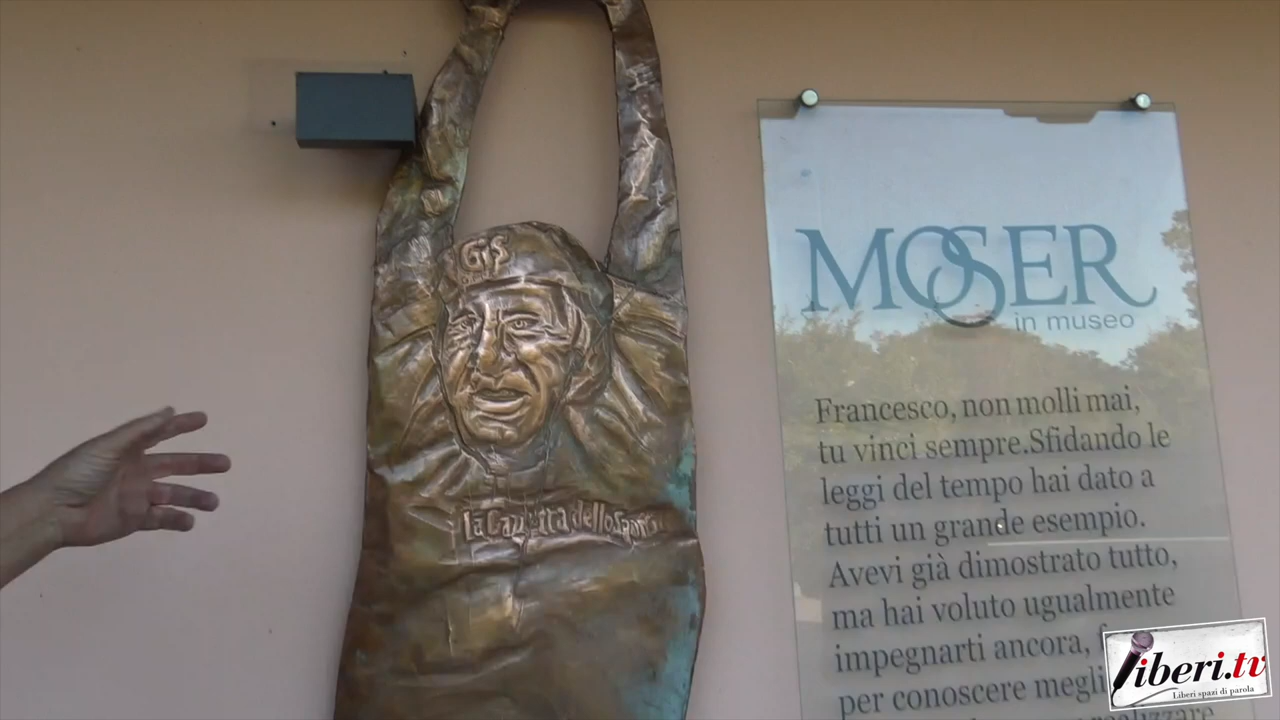 GS
la Gazzetta dello Sport
MOSER
in museo
Francesco, non molli mai,
tu vinci sempre.Sfidando le
leggi del tempo hai dato a
tutti un grande esempio.
Avevi già dimostrato tutto,
ma hai voluto ugualmente
impegnarti ancora,
per conoscere
liberi.tv
Liberi spazi di parola